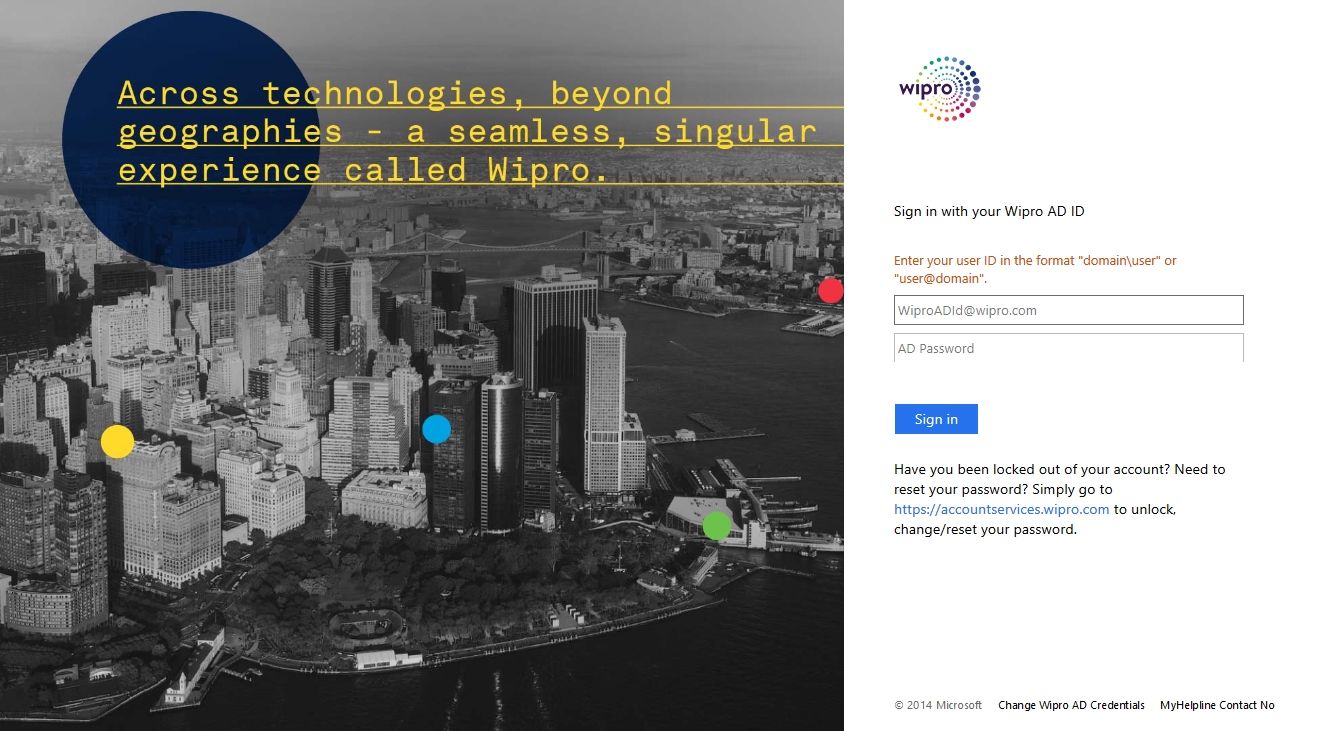 Across technologies, beyond
geographies - a seamless, singular
experience called Wipro.
wipro
Sign in with your Wipro AD ID
Enter your user ID in the format "domain\user" or
"user@domain".
WiproADId@wipro.com
AD Password
Sign in
Have you been locked out of your account? Need to
reset your password? Simply go to
https://accountservices.wipro.com to unlock,
change/reset your password.
© 2014 Microsoft Change Wipro AD Credentials MyHelpline Contact No